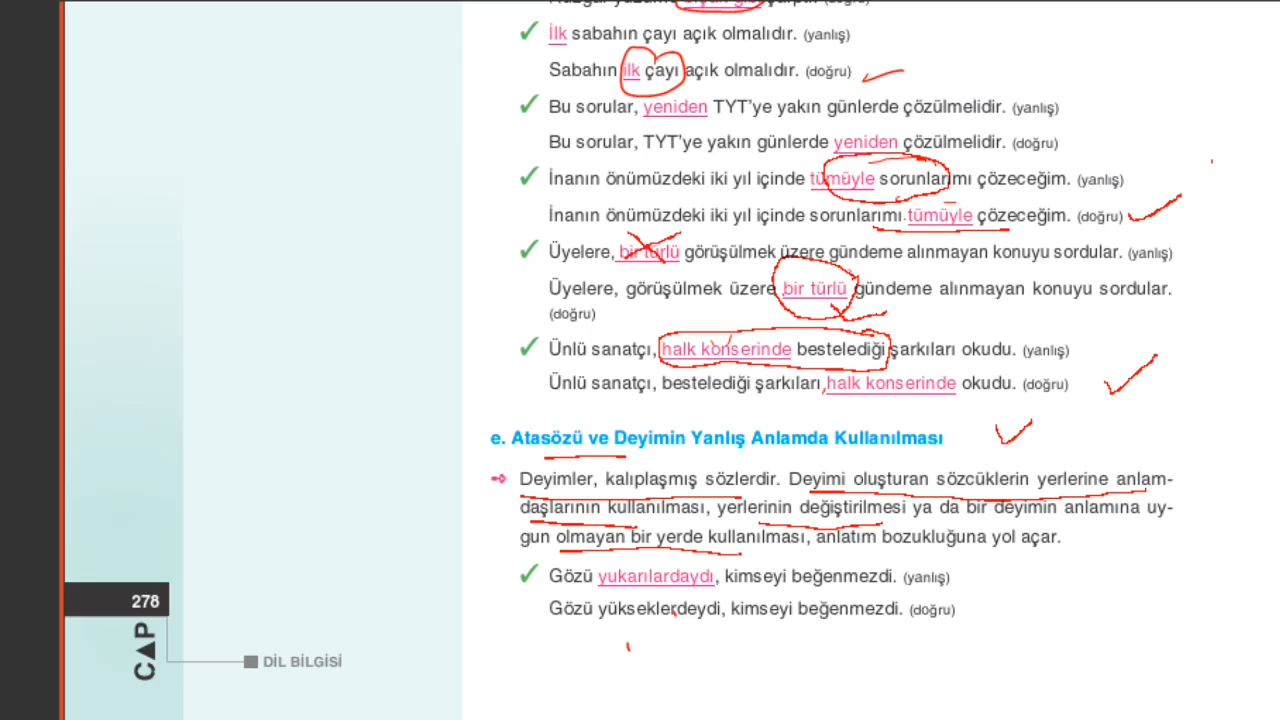 İlk sabahın çayı açık olmalıdır. (yanlış)
Sabahın ilk çayı açık olmalıdır. (doğru)
Bu sorular, yeniden TYT'ye yakın günlerde çözülmelidir. (yanlış)
Bu sorular, TYT'ye yakın günlerde yeniden çözülmelidir. (doğru)
İnanın önümüzdeki iki yıl içinde tümüyle sorunlarımı çözeceğim. (yanlış)
İnanın önümüzdeki iki yıl içinde sorunlarımı tümüyle çözeceğim. (doğru)
Üyelere, bir türlü görüşülmek üzere gündeme alınmayan konuyu sordular. (yanlış)
Üyelere, görüşülmek üzere bir türlü gündeme alınmayan konuyu sordular.
(doğru)
Ünlü sanatçı, halk konserinde bestelediği şarkıları okudu. (yanlış)
Ünlü sanatçı, bestelediği şarkıları halk konserinde okudu. (doğru)
e. Atasözü ve Deyimin Yanlış Anlamda Kullanılması
Deyimler, kalıplaşmış sözlerdir. Deyimi oluşturan sözcüklerin yerlerine anlam-
daşlarının kullanılması, yerlerinin değiştirilmesi ya da bir deyimin anlamına uy-
gun olmayan bir yerde kullanılması, anlatım bozukluğuna yol açar.
Gözü yukarılardaydı, kimseyi beğenmezdi. (yanlış)
Gözü yükseklerdeydi, kimseyi beğenmezdi. (doğru)
278
CAP
DİL BİLGİSİ